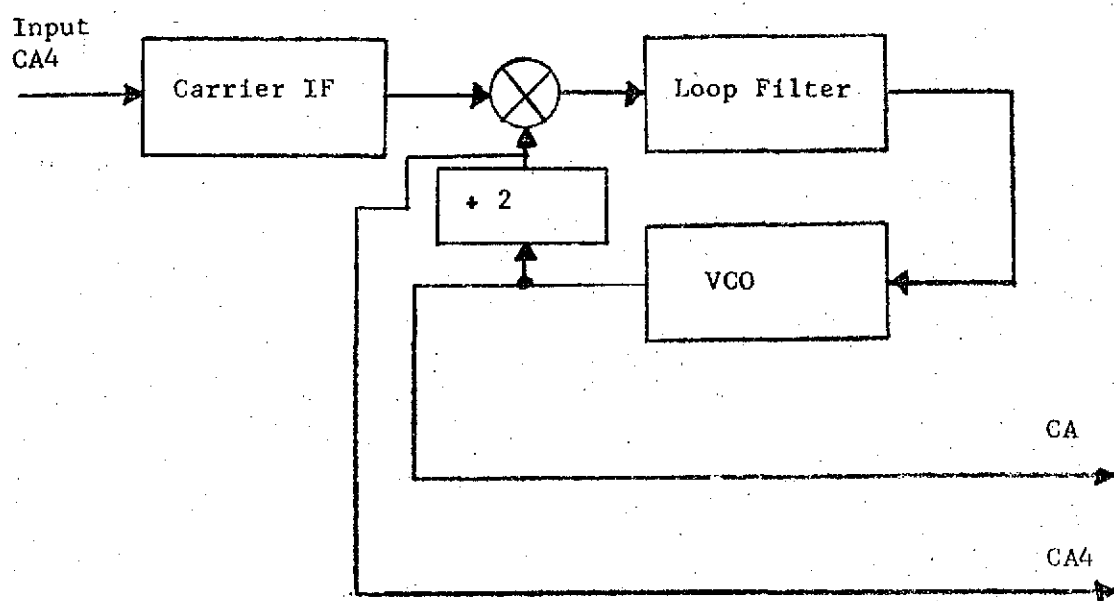 Input
CA4
Carrier IF
Loop Filter
+ 2
VCO
CA
CA4